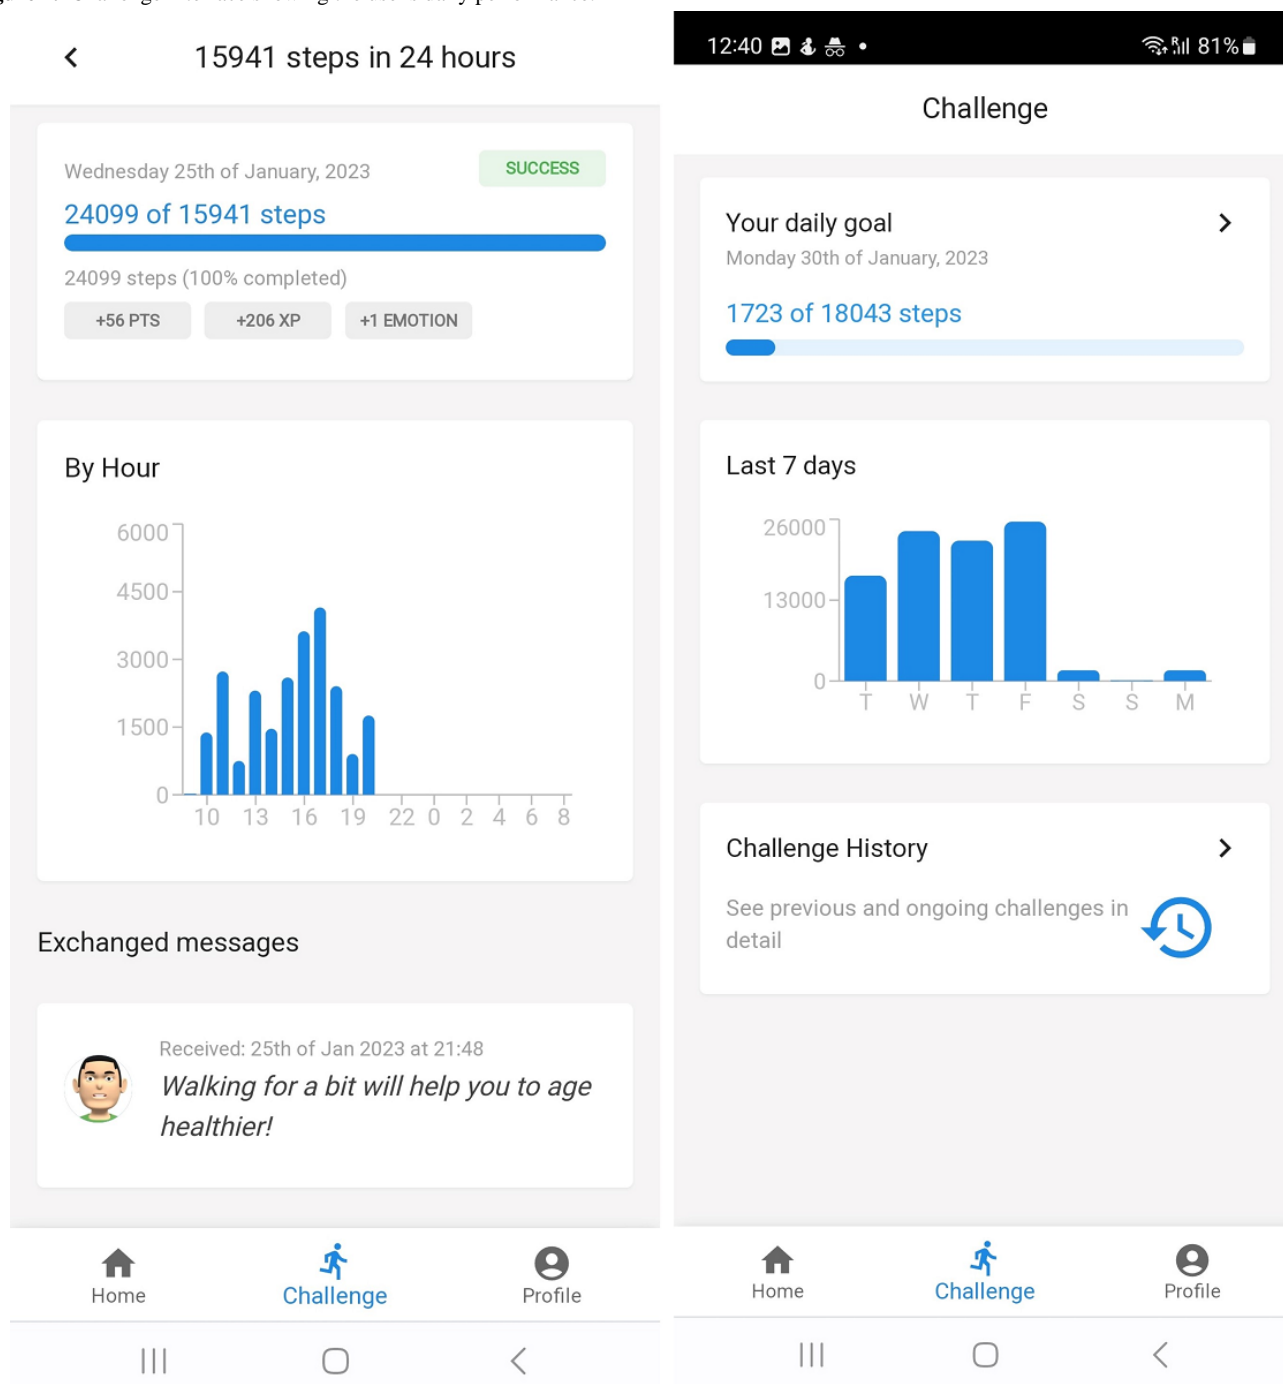 15941 steps in 24 hours
Wednesday 25th of January, 2023
SUCCESS
24099 of 15941 steps
24099 steps (100% completed)
+56 PTS
+206 XP
+1 EMOTION
By Hour
6000
4500
3000
1500
0
10 13 16 19 22 0 2 4 6 8
Exchanged messages
Received: 25th of Jan 2023 at 21:48
Walking for a bit will help you to age
healthier!
Home
Challenge
Profile
12:40
81%
Challenge
Your daily goal
Monday 30th of January, 2023
1723 of 18043 steps
Last 7 days
26000
13000
0
T W T F S S M
Challenge History
See previous and ongoing challenges in
detail
Home
Challenge
Profile